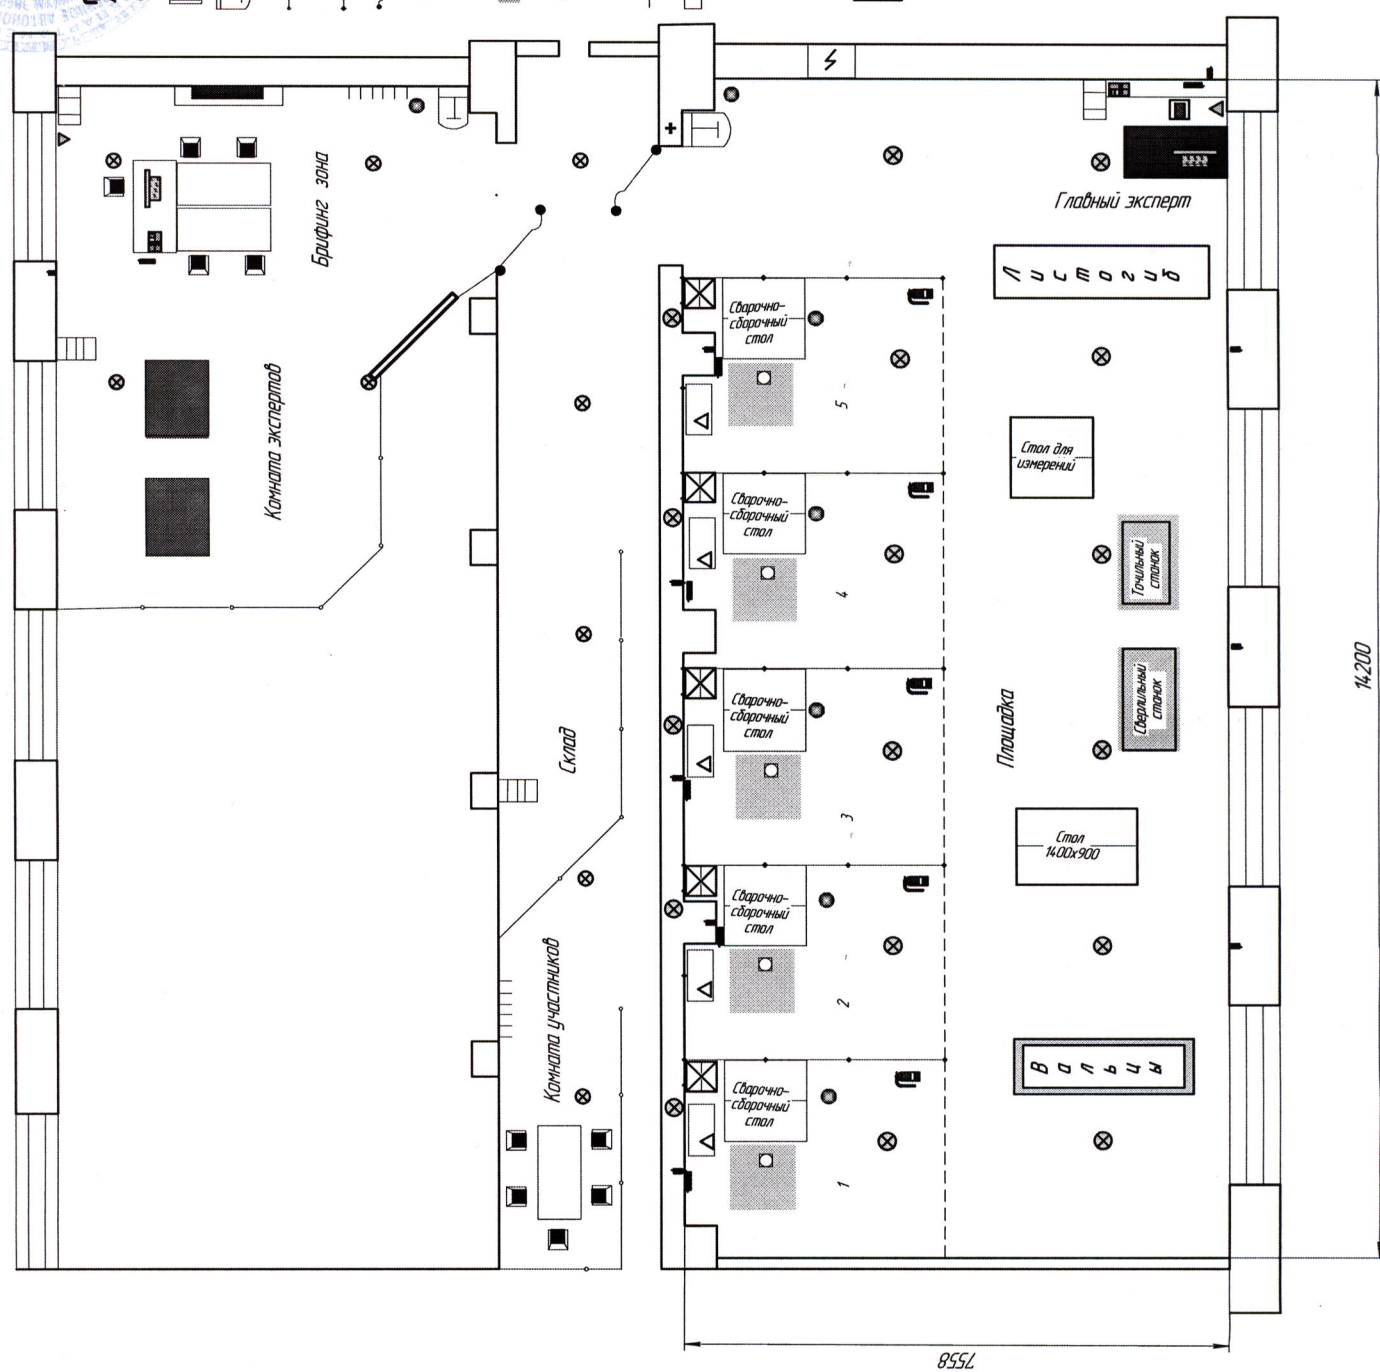 Брифинг зона
Комната экспертов
Склад
Комната участников
Главный эксперт
Листогиб
Сварочно-
сборочный
стол
5
Стол для
измерений
Сварочно-
сборочный
стол
4
Точильный
станок
Сверлильный
станок
Сварочно-
сборочный
стол
3
Площадка
Стол
1400х900
Сварочно-
сборочный
стол
2
Вальцы
Сварочно-
сборочный
стол
1
14200
7558